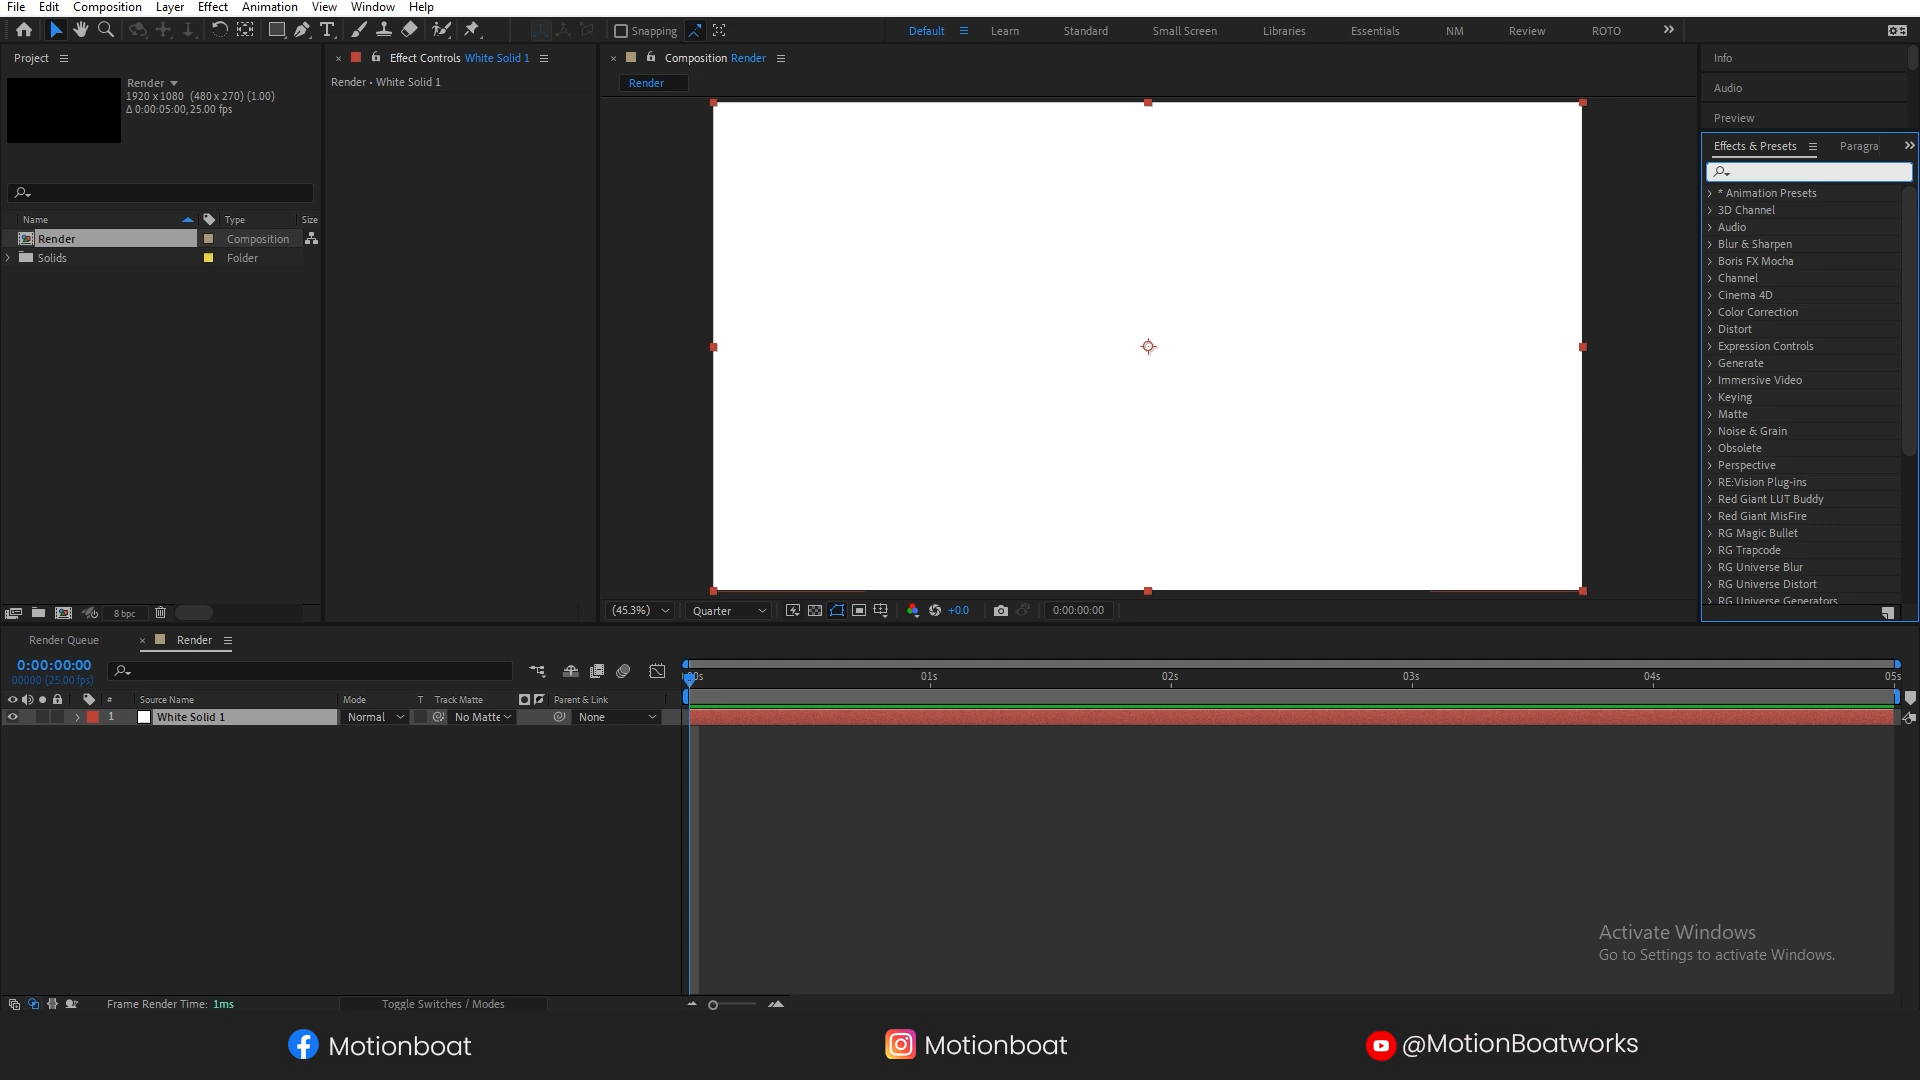 File Edit Composition Layer Effect Animation View Window Help
Snapping
Default Learn Standard Small Screen Libraries Essentials NM Review ROTO
Project
Effect Controls White Solid 1
Composition Render
Info
Render
1920 x 1080 (480 x 270) (1.00)
Δ 0:00:05:00, 25.00 fps
Render • White Solid 1
Render
Audio
Preview
Effects & Presets Paragra
Name Type Size
Render Composition
Solids Folder
* Animation Presets
3D Channel
Audio
Blur & Sharpen
Boris FX Mocha
Channel
Cinema 4D
Color Correction
Distort
Expression Controls
Generate
Immersive Video
Keying
Matte
Noise & Grain
Obsolete
Perspective
RE:Vision Plug-ins
Red Giant LUT Buddy
Red Giant MisFire
RG Magic Bullet
RG Trapcode
RG Universe Blur
RG Universe Distort
RG Universe Generators
8 bpc
(45.3%) Quarter +0.0 0:00:00:00
Render Queue Render
0:00:00:00
00000 (25.00 fps)
:00s 01s 02s 03s 04s 05s
# Source Name Mode T Track Matte Parent & Link
1 White Solid 1 Normal No Matte None
Activate Windows
Go to Settings to activate Windows.
Frame Render Time: 1ms Toggle Switches / Modes
Motionboat Motionboat @MotionBoatworks